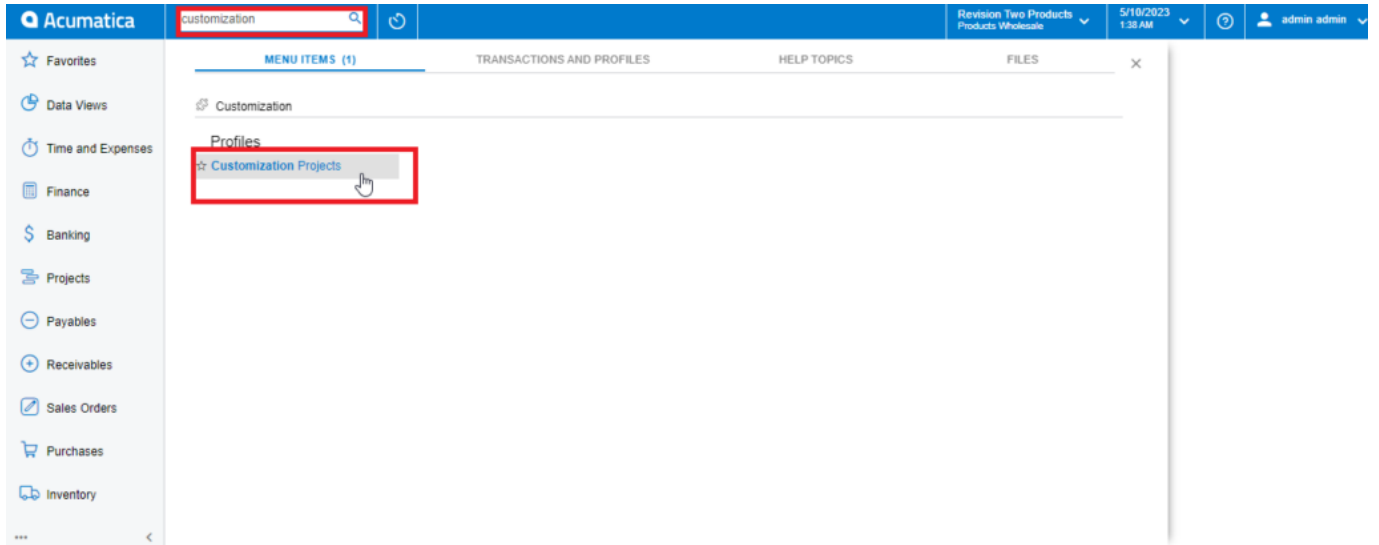 Acumatica
customization
Revision Two Products
Products Wholesale
5/10/2023
1:38 AM
admin admin
Favorites
Data Views
Time and Expenses
Finance
Banking
Projects
Payables
Receivables
Sales Orders
Purchases
Inventory
MENU ITEMS (1)
TRANSACTIONS AND PROFILES
HELP TOPICS
FILES
Customization
Profiles
Customization Projects